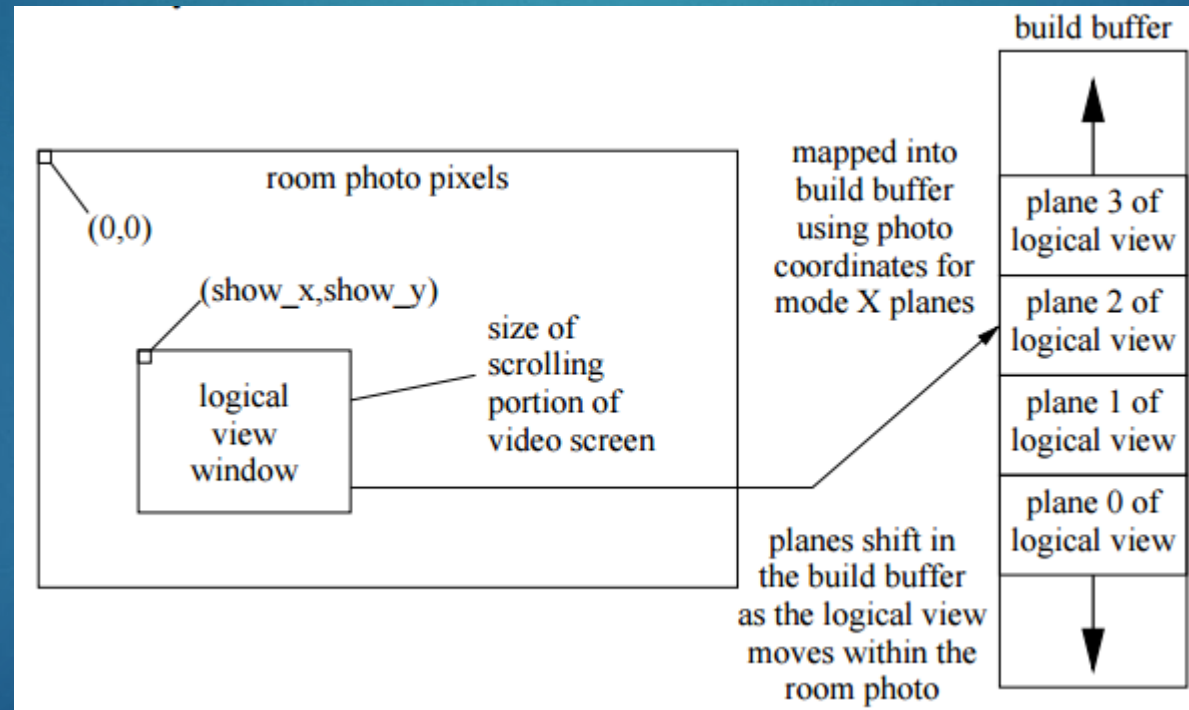 build buffer
room photo pixels
(0,0)
(show_x,show_y)
logical
view
window
size of
scrolling
portion of
video screen
mapped into
build buffer
using photo
coordinates for
mode X planes
planes shift in
the build buffer
as the logical view
moves within the
room photo
plane 3 of
logical view
plane 2 of
logical view
plane 1 of
logical view
plane 0 of
logical view